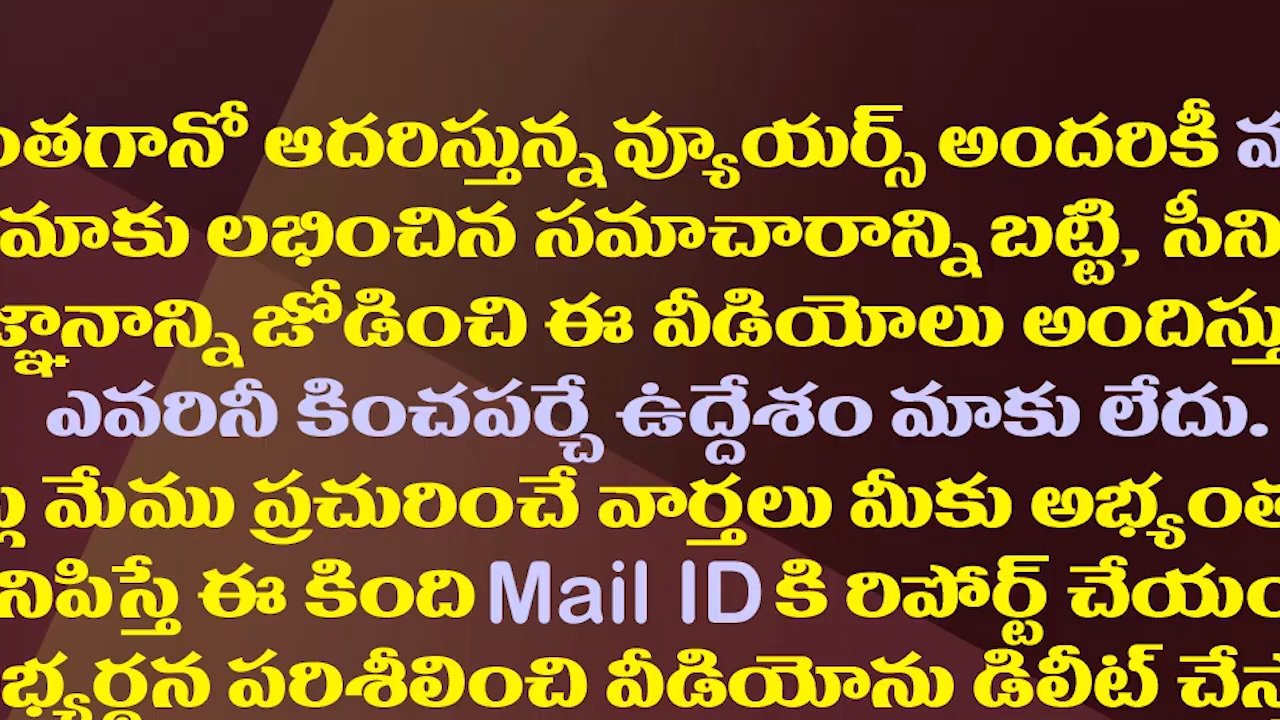 ంతగానో ఆదరిస్తున్న వ్యూయర్స్ అందరికీ
మాకు లభించిన సమాచారాన్ని బట్టి, సీని
జ్ఞానాన్ని జోడించి ఈ వీడియోలు అందిస్తు
ఎవరినీ కించపర్చే ఉద్దేశం మాకు లేదు.
మేము ప్రచురించే వార్తలు మీకు అభ్యంత
నిపిస్తే ఈ కింది Mail ID కి రిపోర్ట్ చేయం
భ్యర్థన పరిశీలించి వీడియోను డిలీట్ చేస